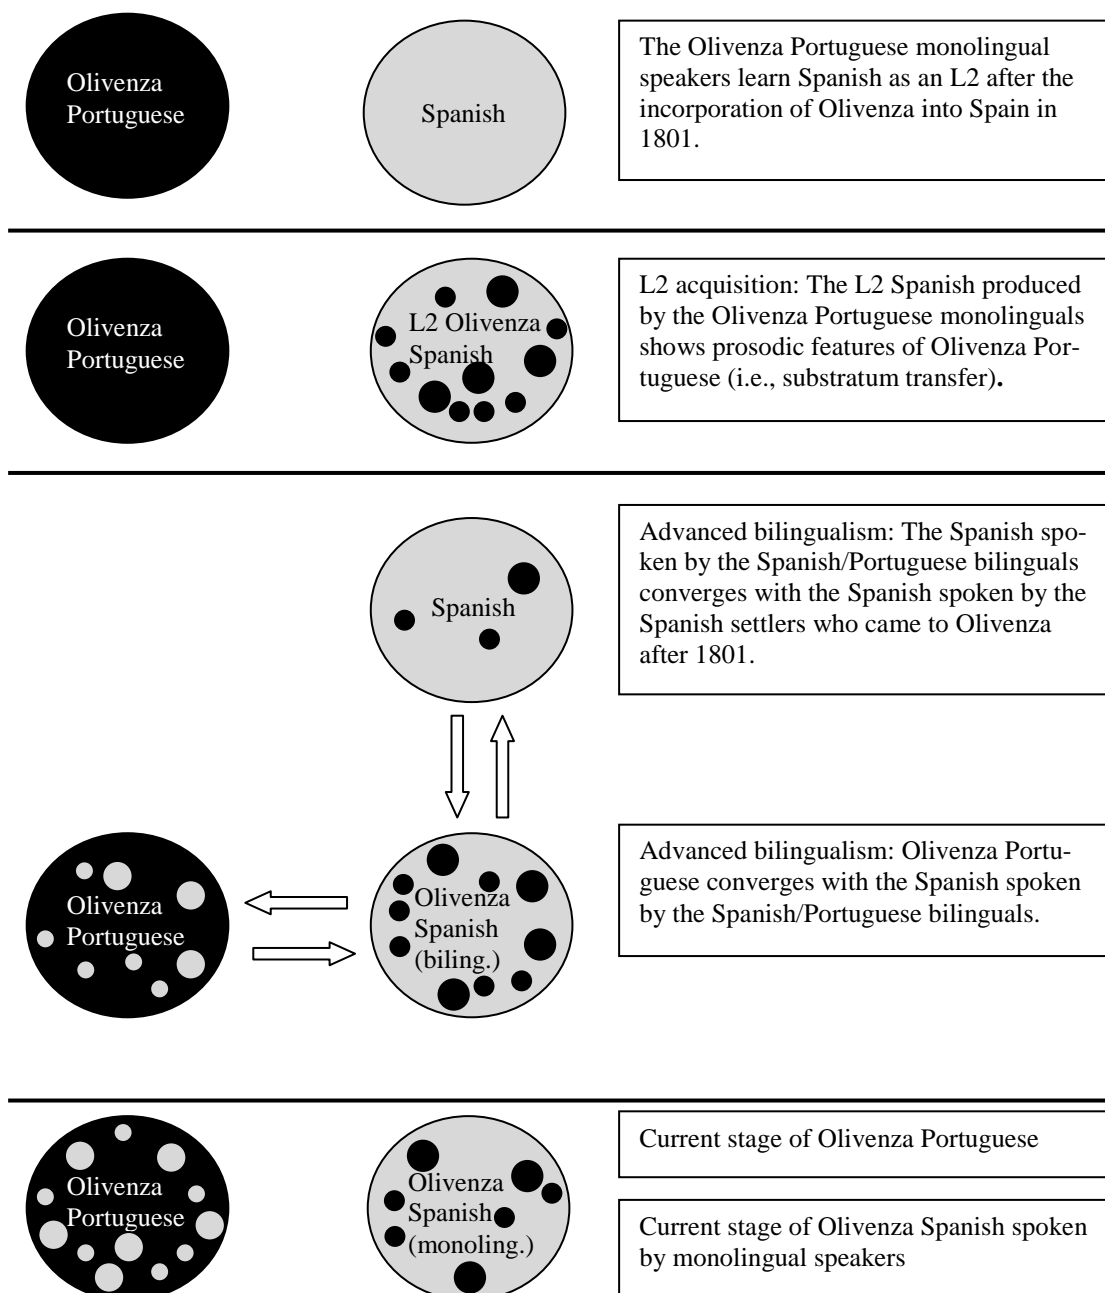 Olivenza
Portuguese
Spanish
The Olivenza Portuguese monolingual
speakers learn Spanish as an L2 after the
incorporation of Olivenza into Spain in
1801.
Olivenza
Portuguese
L2 Olivenza
Spanish
L2 acquisition: The L2 Spanish produced
by the Olivenza Portuguese monolinguals
shows prosodic features of Olivenza Por-
tuguese (i.e., substratum transfer).
Spanish
Advanced bilingualism: The Spanish spo-
ken by the Spanish/Portuguese bilinguals
converges with the Spanish spoken by the
Spanish settlers who came to Olivenza
after 1801.
Olivenza
Portuguese
Olivenza
Spanish
(biling.)
Advanced bilingualism: Olivenza Portu-
guese converges with the Spanish spoken
by the Spanish/Portuguese bilinguals.
Olivenza
Portuguese
Olivenza
Spanish
(monoling.)
Current stage of Olivenza Portuguese
Current stage of Olivenza Spanish spoken
by monolingual speakers